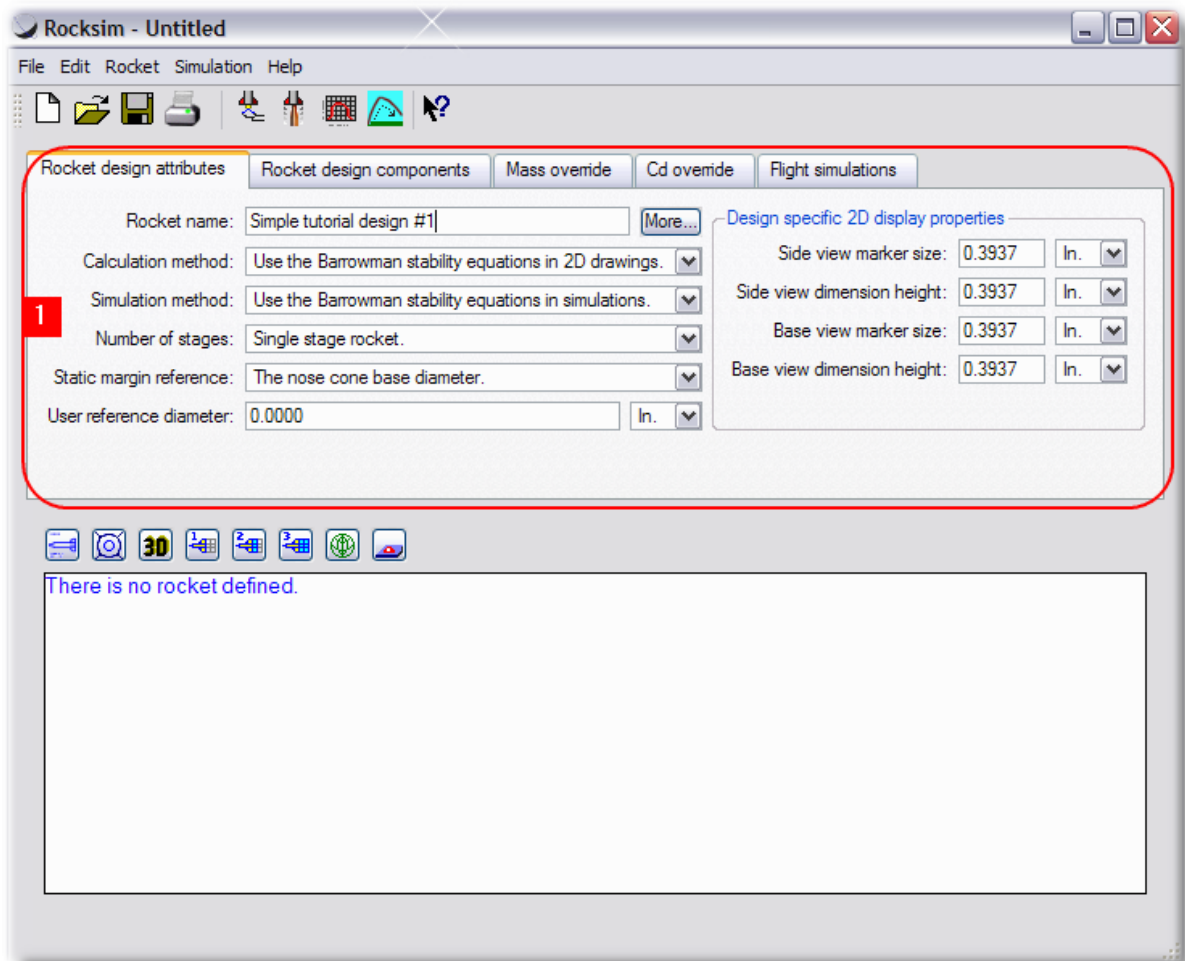 Rocksim - Untitled
File Edit Rocket Simulation Help
Rocket design attributes Rocket design components Mass override Cd override Flight simulations
Rocket name: Simple tutorial design #1 More...
Calculation method: Use the Barrowman stability equations in 2D drawings.
Simulation method: Use the Barrowman stability equations in simulations.
1
Number of stages: Single stage rocket.
Static margin reference: The nose cone base diameter.
User reference diameter: 0.0000 In.
Design specific 2D display properties
Side view marker size: 0.3937 In.
Side view dimension height: 0.3937 In.
Base view marker size: 0.3937 In.
Base view dimension height: 0.3937 In.
3D 1 2 3
There is no rocket defined.